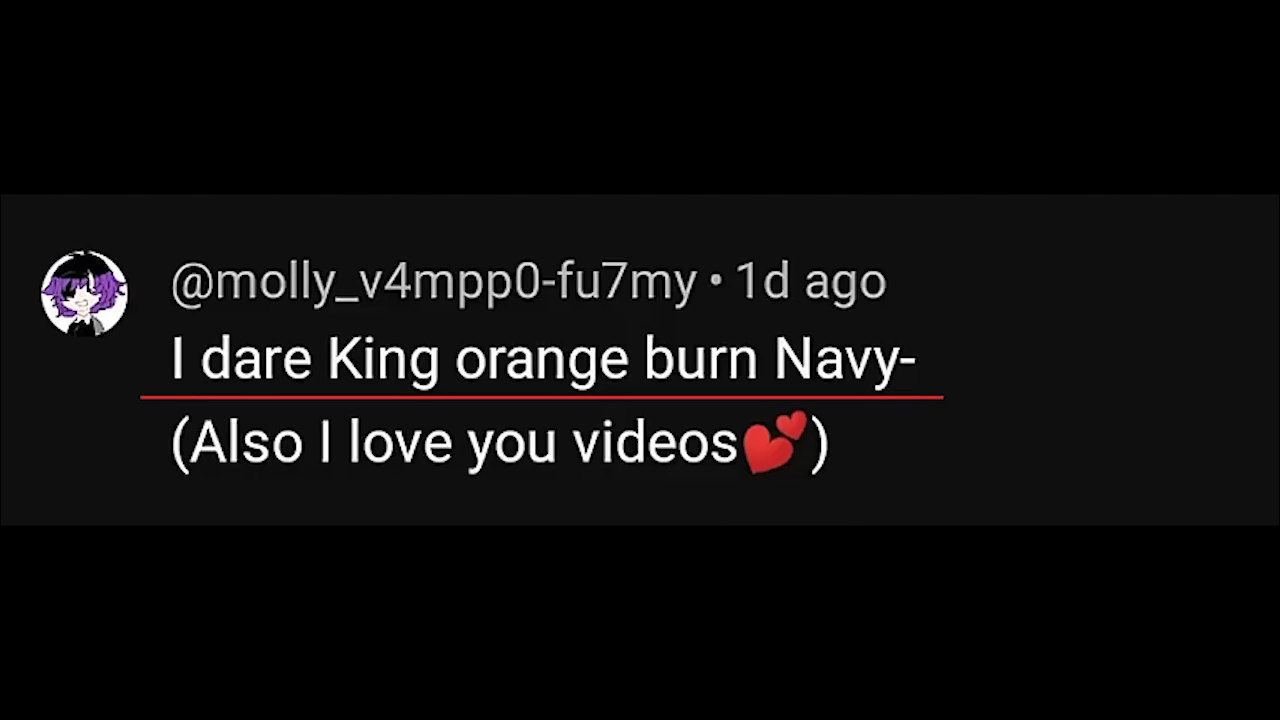 @molly_v4mpp0-fu7my • 1d ago
I dare King orange burn Navy-
(Also I love you videos💕)